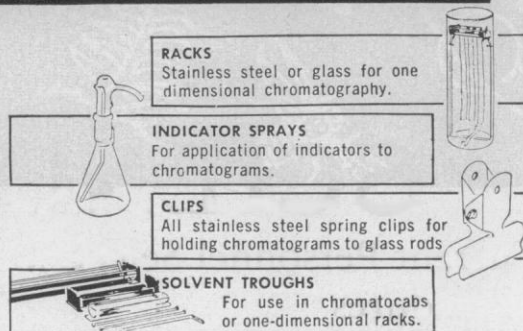 RACKS
Stainless steel or glass for one
dimensional chromatography.
INDICATOR SPRAYS
For application of indicators to
chromatograms.
CLIPS
All stainless steel spring clips for
holding chromatograms to glass rods
SOLVENT TROUGHS
For use in chromatocabs
or one-dimensional racks.